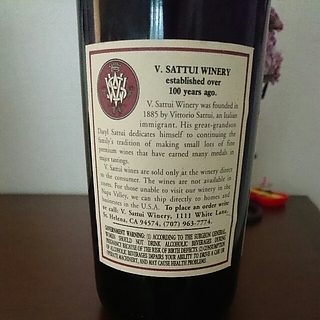 V. SATTUI WINERY
established over
100 years ago.
V. Sattui Winery was founded in
1885 by Vittorio Sattui, an Italian
immigrant. His great-grandson
Daryl Sattui dedicates himself to continuing the
family's tradition of making small lots of fine
premium wines that have earned many medals in
major tastings.
V. Sattui wines are sold only at the winery direct
to the consumer. The wines are not available in
stores. For those unable to visit our winery in the
Napa Valley, we can ship directly to homes and
businesses in the U.S.A. To place an order write
or call: V. Sattui Winery, 1111 White Lane,
St. Helena, CA 94574, (707) 963-7774.
GOVERNMENT WARNING: (1) ACCORDING TO THE SURGEON GENERAL,
WOMEN SHOULD NOT DRINK ALCOHOLIC BEVERAGES DURING
PREGNANCY BECAUSE OF THE RISK OF BIRTH DEFECTS. (2) CONSUMPTION
OF ALCOHOLIC BEVERAGES IMPAIRS YOUR ABILITY TO DRIVE A CAR OR
OPERATE MACHINERY, AND MAY CAUSE HEALTH PROBLEMS.